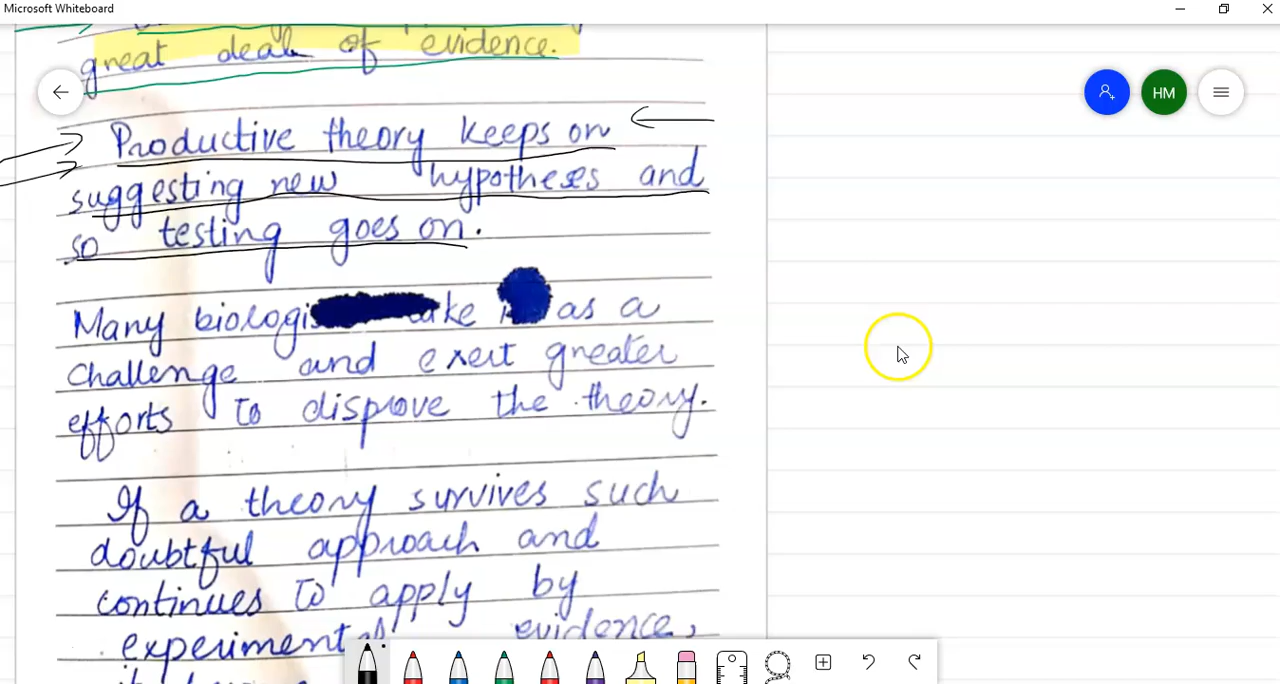 Microsoft Whiteboard
great deal of evidence.
HM
Productive theory keeps on
suggesting new hypotheses and
so testing goes on.
Many as a
challenge and exert greater
efforts to disprove the theory.
If a theory survives such
doubtful approach and
continues to apply by
experimental evidence,